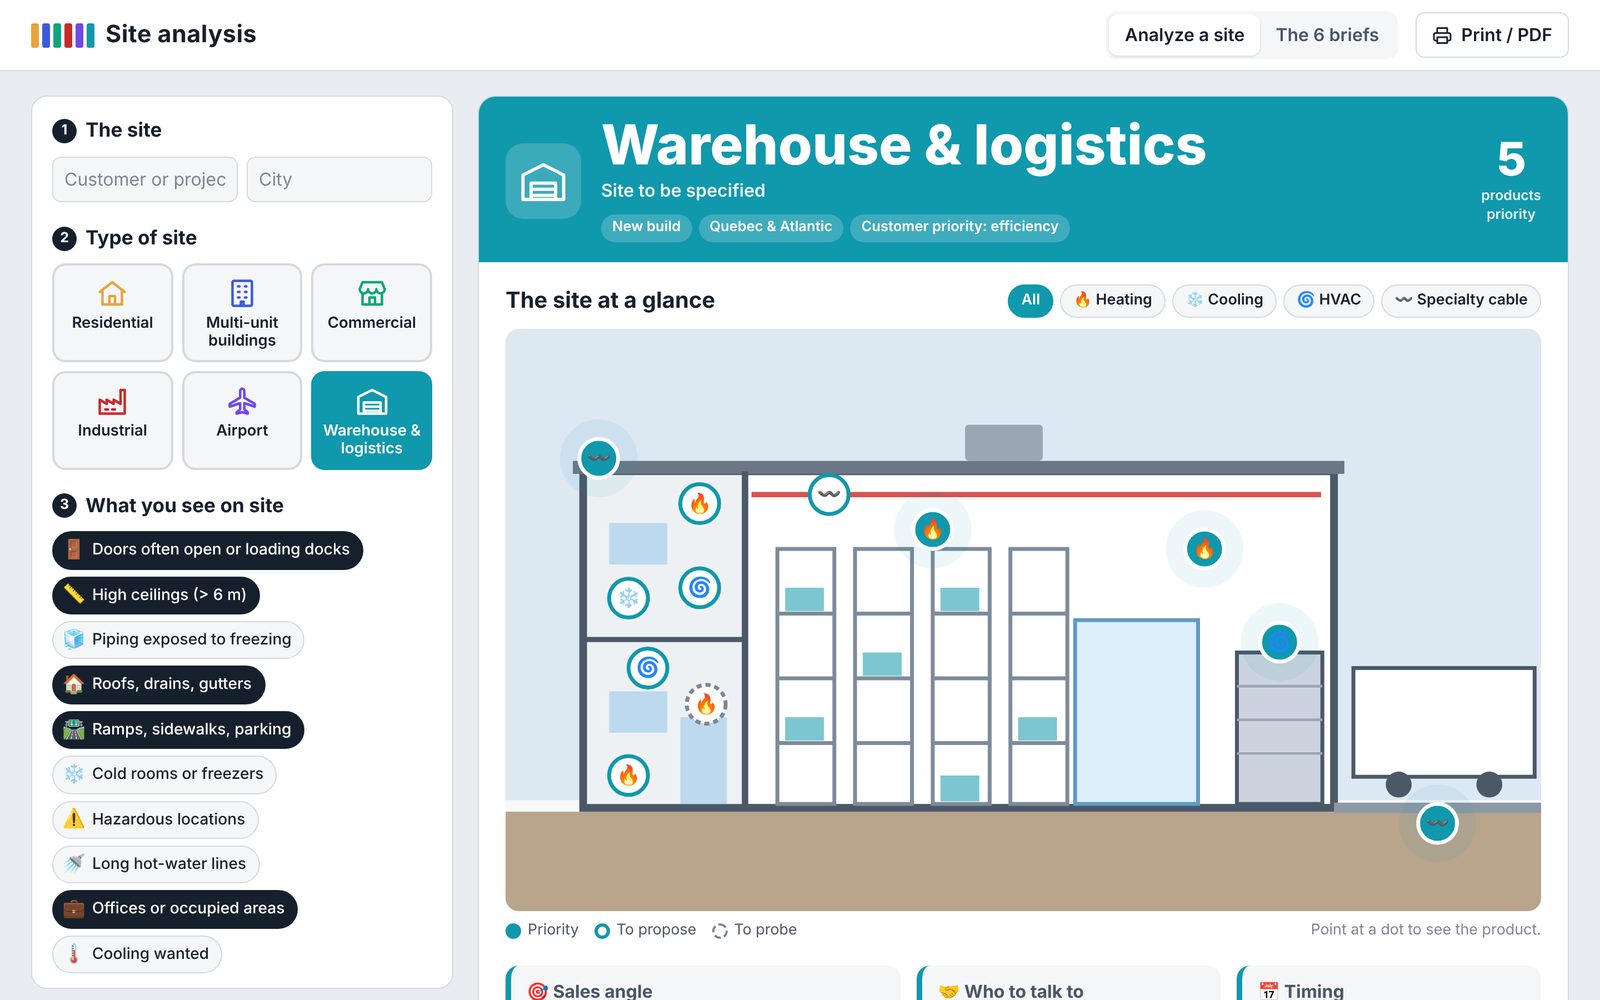 Site analysis
Analyze a site
The 6 briefs
Print / PDF
1 The site
Customer or projec
City
2 Type of site
Residential
Multi-unit
buildings
Commercial
Industrial
Airport
Warehouse &
logistics
3 What you see on site
Doors often open or loading docks
High ceilings (> 6 m)
Piping exposed to freezing
Roofs, drains, gutters
Ramps, sidewalks, parking
Cold rooms or freezers
Hazardous locations
Long hot-water lines
Offices or occupied areas
Cooling wanted
Warehouse & logistics
Site to be specified
New build
Quebec & Atlantic
Customer priority: efficiency
5
products
priority
The site at a glance
All
Heating
Cooling
HVAC
Specialty cable
Priority
To propose
To probe
Point at a dot to see the product.
Sales angle
Who to talk to
Timing